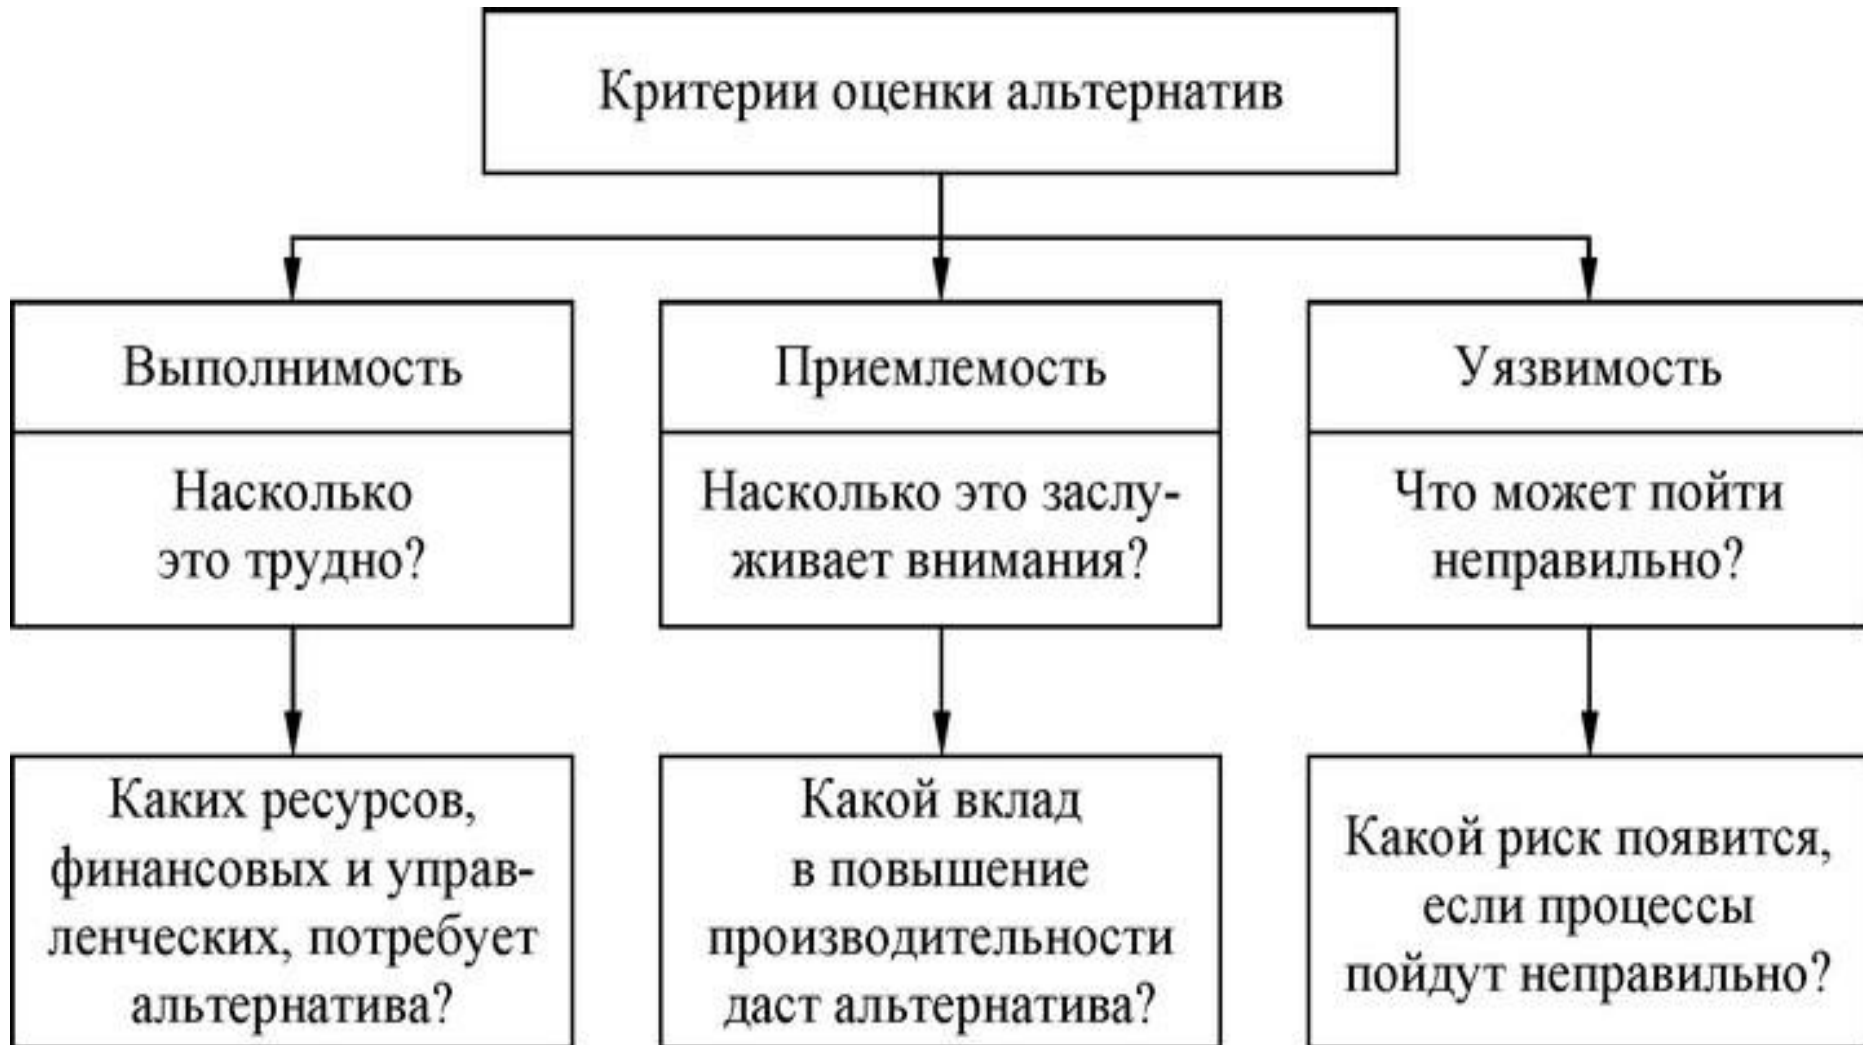 Критерии оценки альтернатив
Выполнимость
Насколько
это трудно?
Каких ресурсов,
финансовых и управ-
ленческих, потребует
альтернатива?
Приемлемость
Насколько это заслу-
живает внимания?
Какой вклад
в повышение
производительности
даст альтернатива?
Уязвимость
Что может пойти
неправильно?
Какой риск появится,
если процессы
пойдут неправильно?